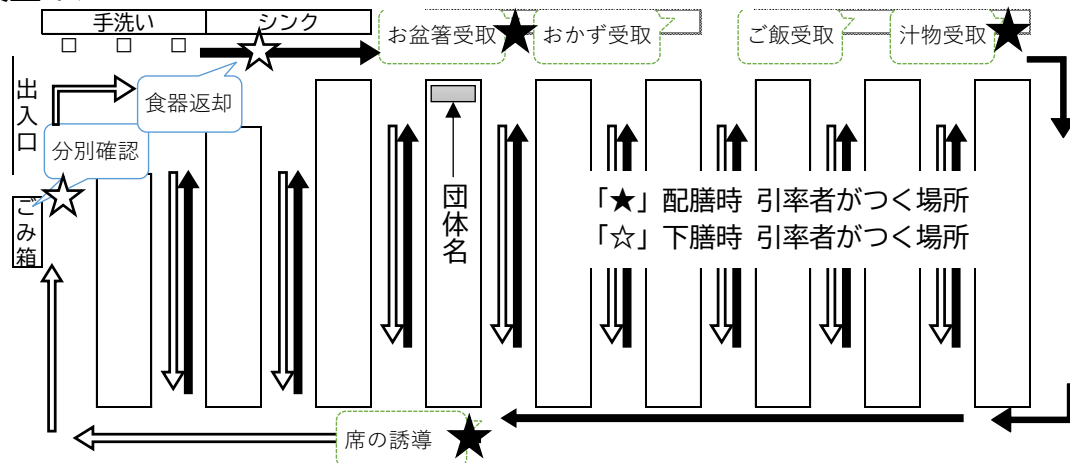 手洗い
シンク
お盆箸受取
おかず受取
ご飯受取
汁物受取
出入口
食器返却
分別確認
ごみ箱
団体名
「★」配膳時 引率者がつく場所
「☆」下膳時 引率者がつく場所
席の誘導